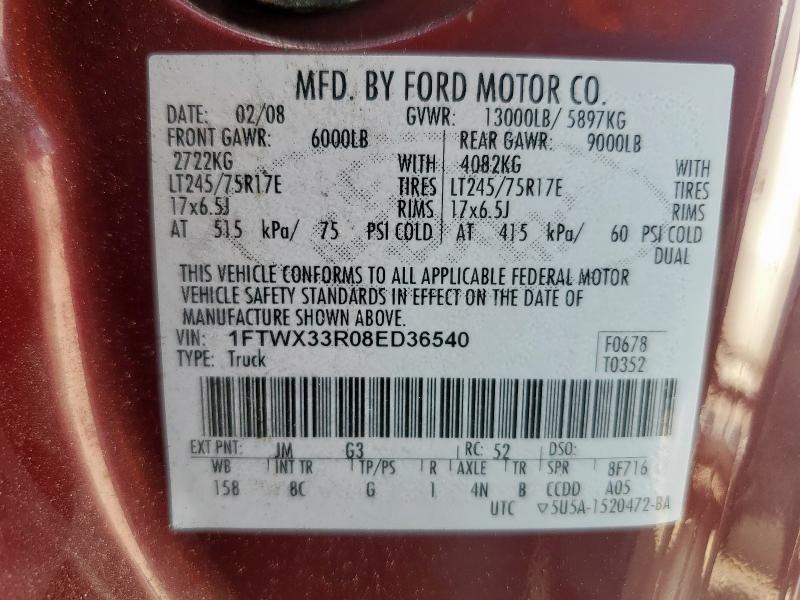 MFD. BY FORD MOTOR CO.
DATE: 02/08 GVWR: 13000LB/ 5897KG
FRONT GAWR: 6000LB REAR GAWR: 9000LB
2722KG WITH 4082KG WITH
LT245/75R17E TIRES LT245/75R17E TIRES
17x6.5J RIMS 17x6.5J RIMS
AT 515 kPa/ 75 PSI COLD AT 415 kPa/ 60 PSI COLD
DUAL
THIS VEHICLE CONFORMS TO ALL APPLICABLE FEDERAL MOTOR
VEHICLE SAFETY STANDARDS IN EFFECT ON THE DATE OF
MANUFACTURE SHOWN ABOVE.
VIN: 1FTWX33R08ED36540 F0678
TYPE: Truck T0352
EXT PNT: JM G3 RC: 52 DSO:
WB INT TR TP/PS R AXLE TR SPR 8F716
158 8C G 1 4N B CCDD A05
UTC ▽5U5A-1520472-BA